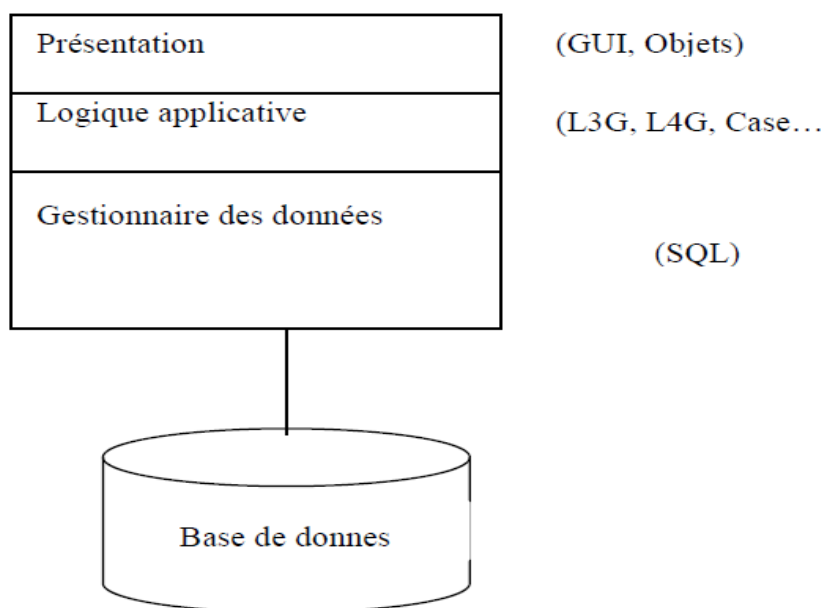 Présentation (GUI, Objets)
Logique applicative (L3G, L4G, Case…
Gestionnaire des données
(SQL)
Base de donnes